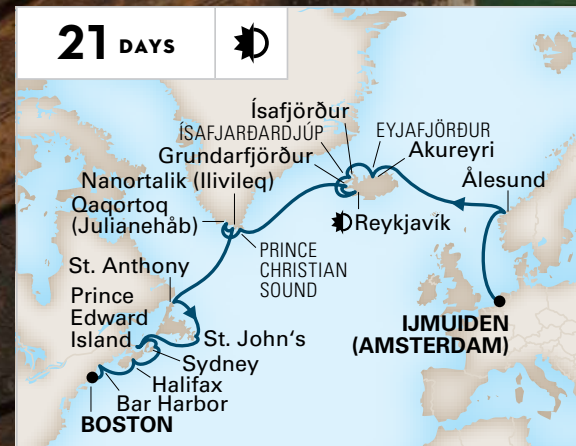 21 DAYS
Ísafjörður
ÍSAFJARÐARDJÚP
EYJAFJÖRÐUR
Grundarfjörður
Akureyri
Nanortalik (Ilivileq)
Ålesund
Qaqortoq
(Julianehåb)
Reykjavík
PRINCE
CHRISTIAN
SOUND
St. Anthony
Prince
Edward
Island
IJMUIDEN
(AMSTERDAM)
St. John‘s
Sydney
Halifax
Bar Harbor
BOSTON